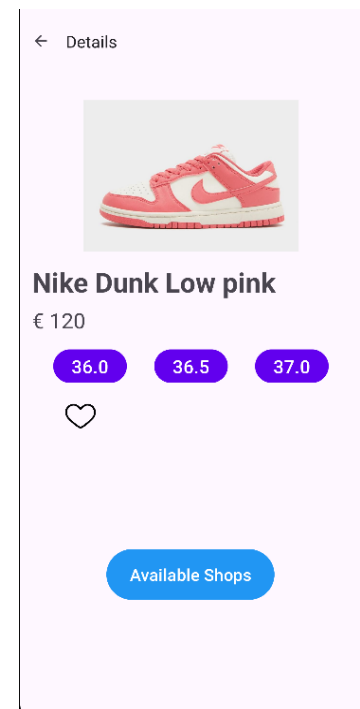 Details
Nike Dunk Low pink
€ 120
36.0 36.5 37.0
Available Shops